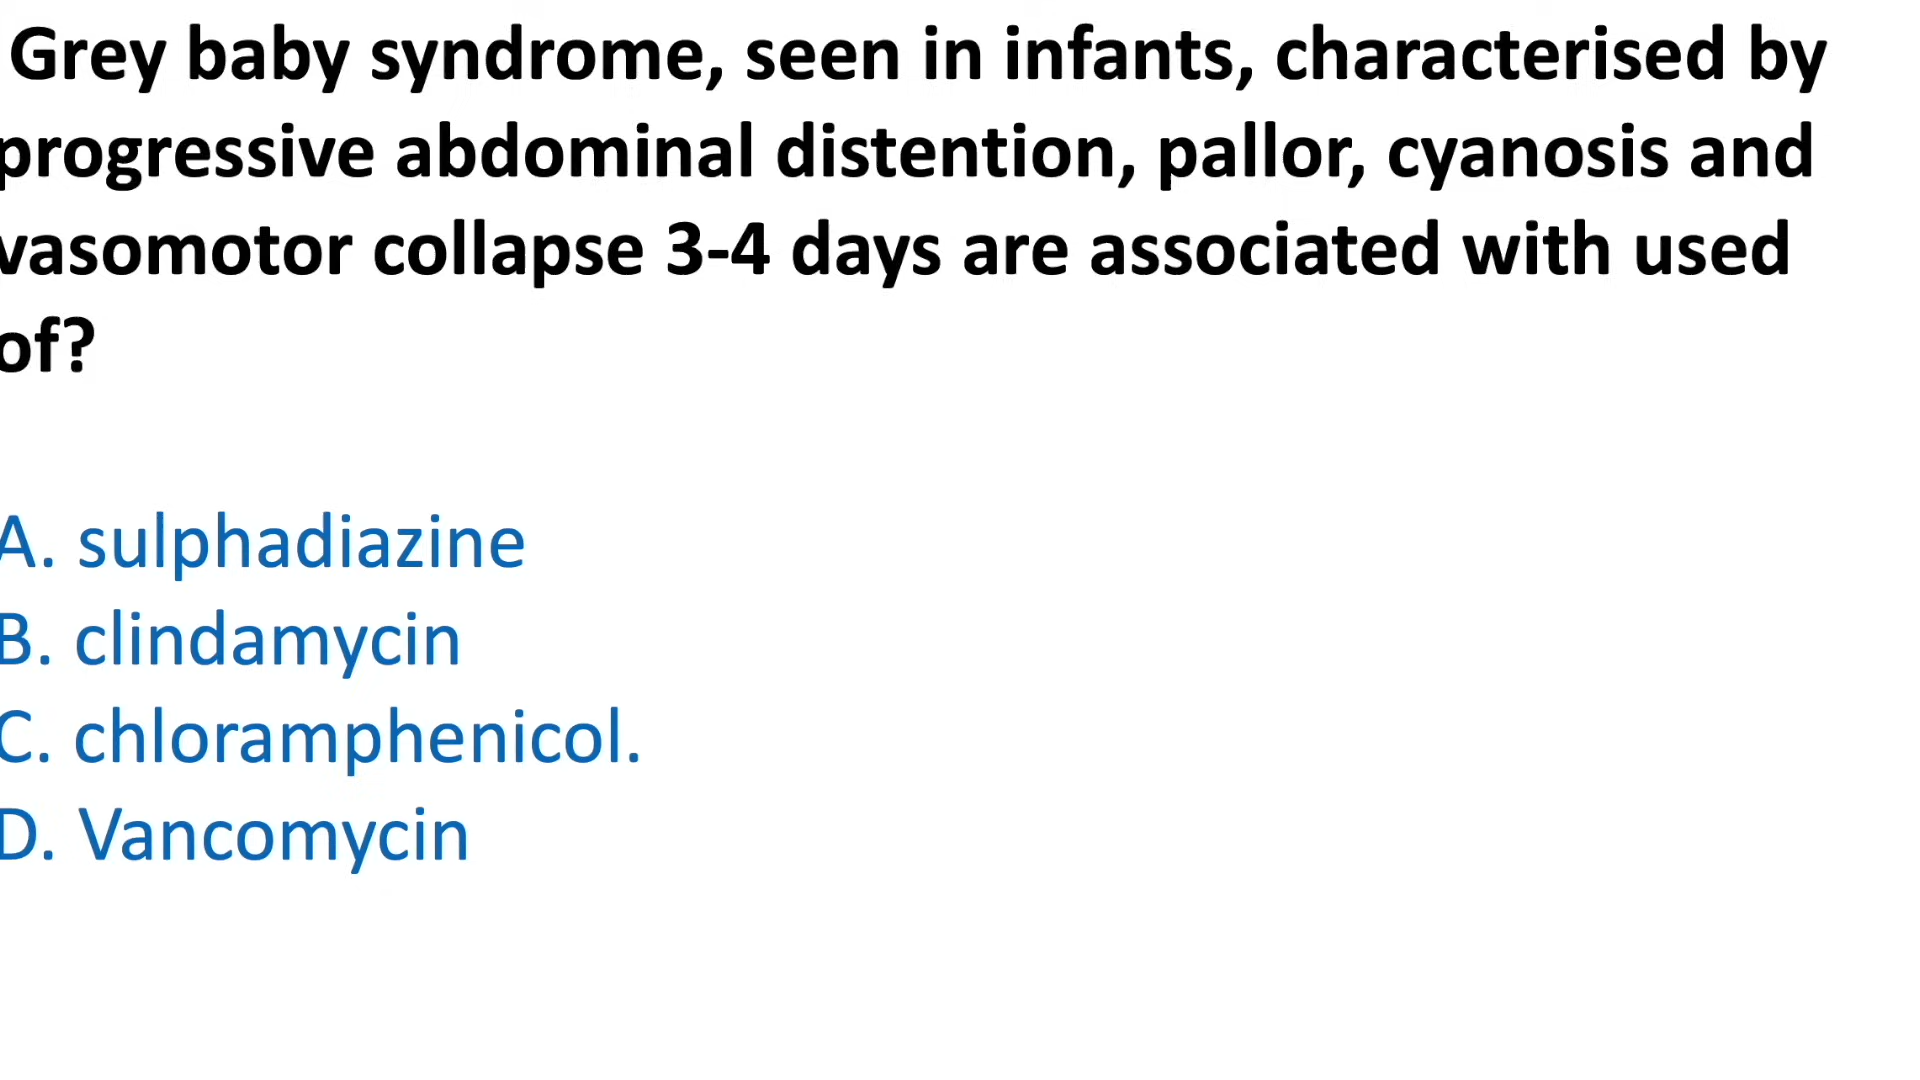 Grey baby syndrome, seen in infants, characterised by
progressive abdominal distention, pallor, cyanosis and
vasomotor collapse 3-4 days are associated with used
of?
A. sulphadiazine
B. clindamycin
C. chloramphenicol.
D. Vancomycin